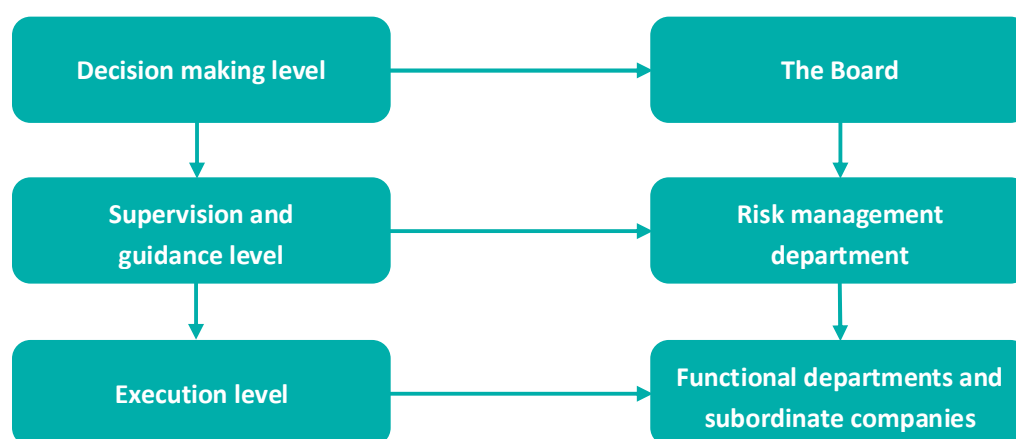 Decision making level
The Board
Supervision and
guidance level
Risk management
department
Execution level
Functional departments and
subordinate companies